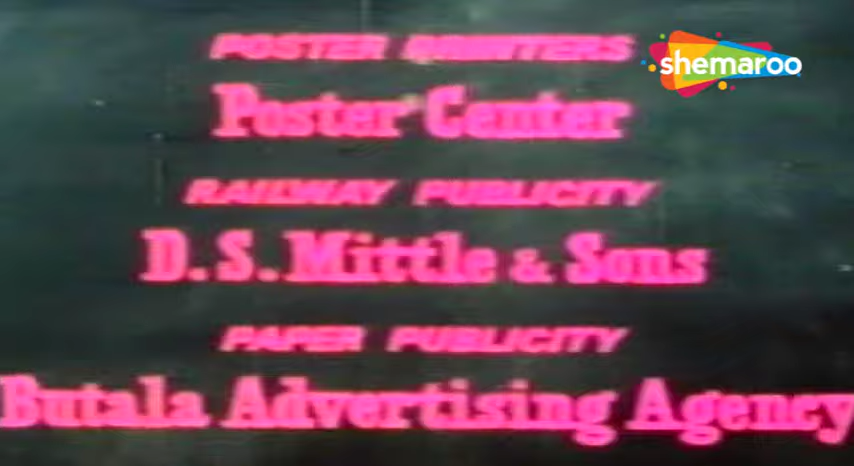 POSTER PRINTERS
shemaroo
Poster Center
RAILWAY PUBLICITY
D.S. Mittle & Sons
PAPER PUBLICITY
Butala Advertising Agency